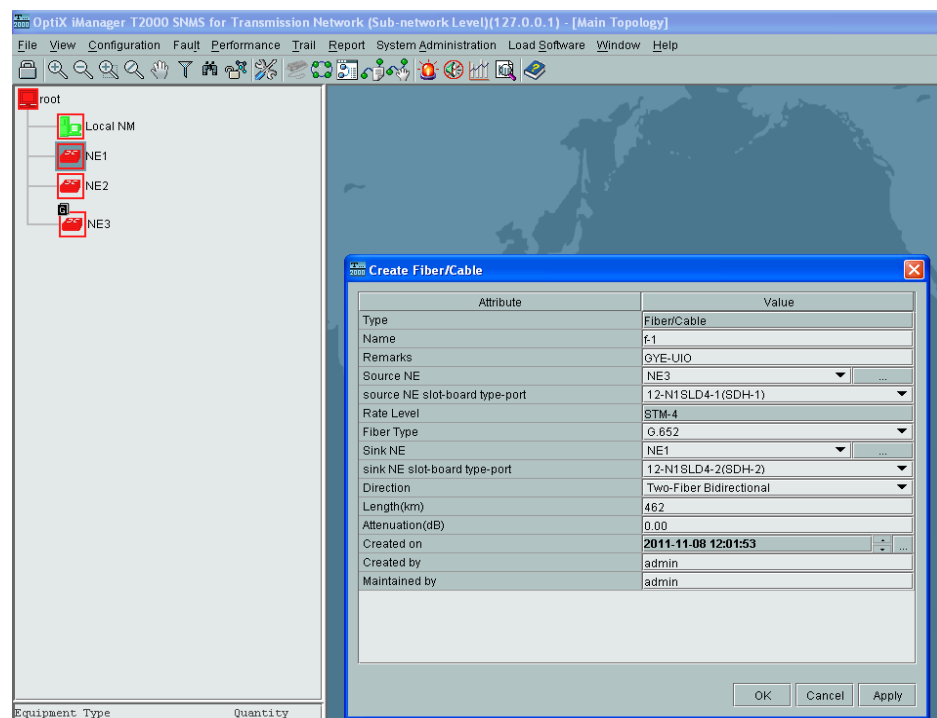 T... 2000 OptiX iManager T2000 SNMS for Transmission Network (Sub-network Level)(127.0.0.1) - [Main Topology]
File View Configuration Fault Performance Trail Report System Administration Load Software Window Help
root
Local NM
NE1
NE2
G
NE3
T... 2000 Create Fiber/Cable
Attribute Value
Type Fiber/Cable
Name f-1
Remarks GYE-UIO
Source NE NE3 ...
source NE slot-board type-port 12-N1SLD4-1(SDH-1)
Rate Level STM-4
Fiber Type G.652
Sink NE NE1 ...
sink NE slot-board type-port 12-N1SLD4-2(SDH-2)
Direction Two-Fiber Bidirectional
Length(km) 462
Attenuation(dB) 0.00
Created on 2011-11-08 12:01:53 ...
Created by admin
Maintained by admin
OK Cancel Apply
Equipment Type Quantity